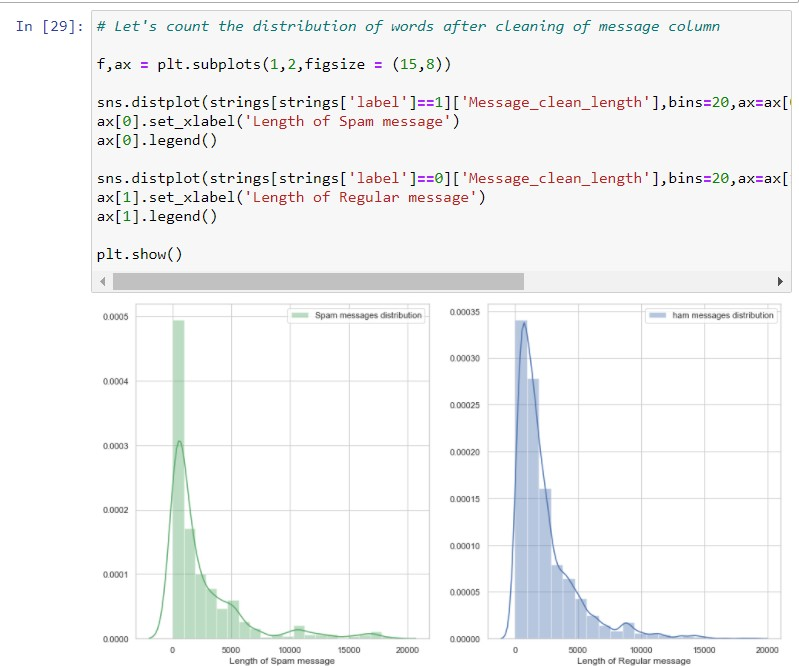 In [29]:
# Let's count the distribution of words after cleaning of message column
f,ax = plt.subplots(1,2,figsize = (15,8))
sns.distplot(strings[strings['label']==1]['Message_clean_length'],bins=20,ax=ax[
ax[0].set_xlabel('Length of Spam message')
ax[0].legend()
sns.distplot(strings[strings['label']==0]['Message_clean_length'],bins=20,ax=ax[
ax[1].set_xlabel('Length of Regular message')
ax[1].legend()
plt.show()
Spam messages distribution
0.0005
0.0004
0.0003
0.0002
0.0001
0.0000
0 5000 10000 15000 20000
Length of Spam message
ham messages distribution
0.00035
0.00030
0.00025
0.00020
0.00015
0.00010
0.00005
0.00000
0 5000 10000 15000 20000
Length of Regular message